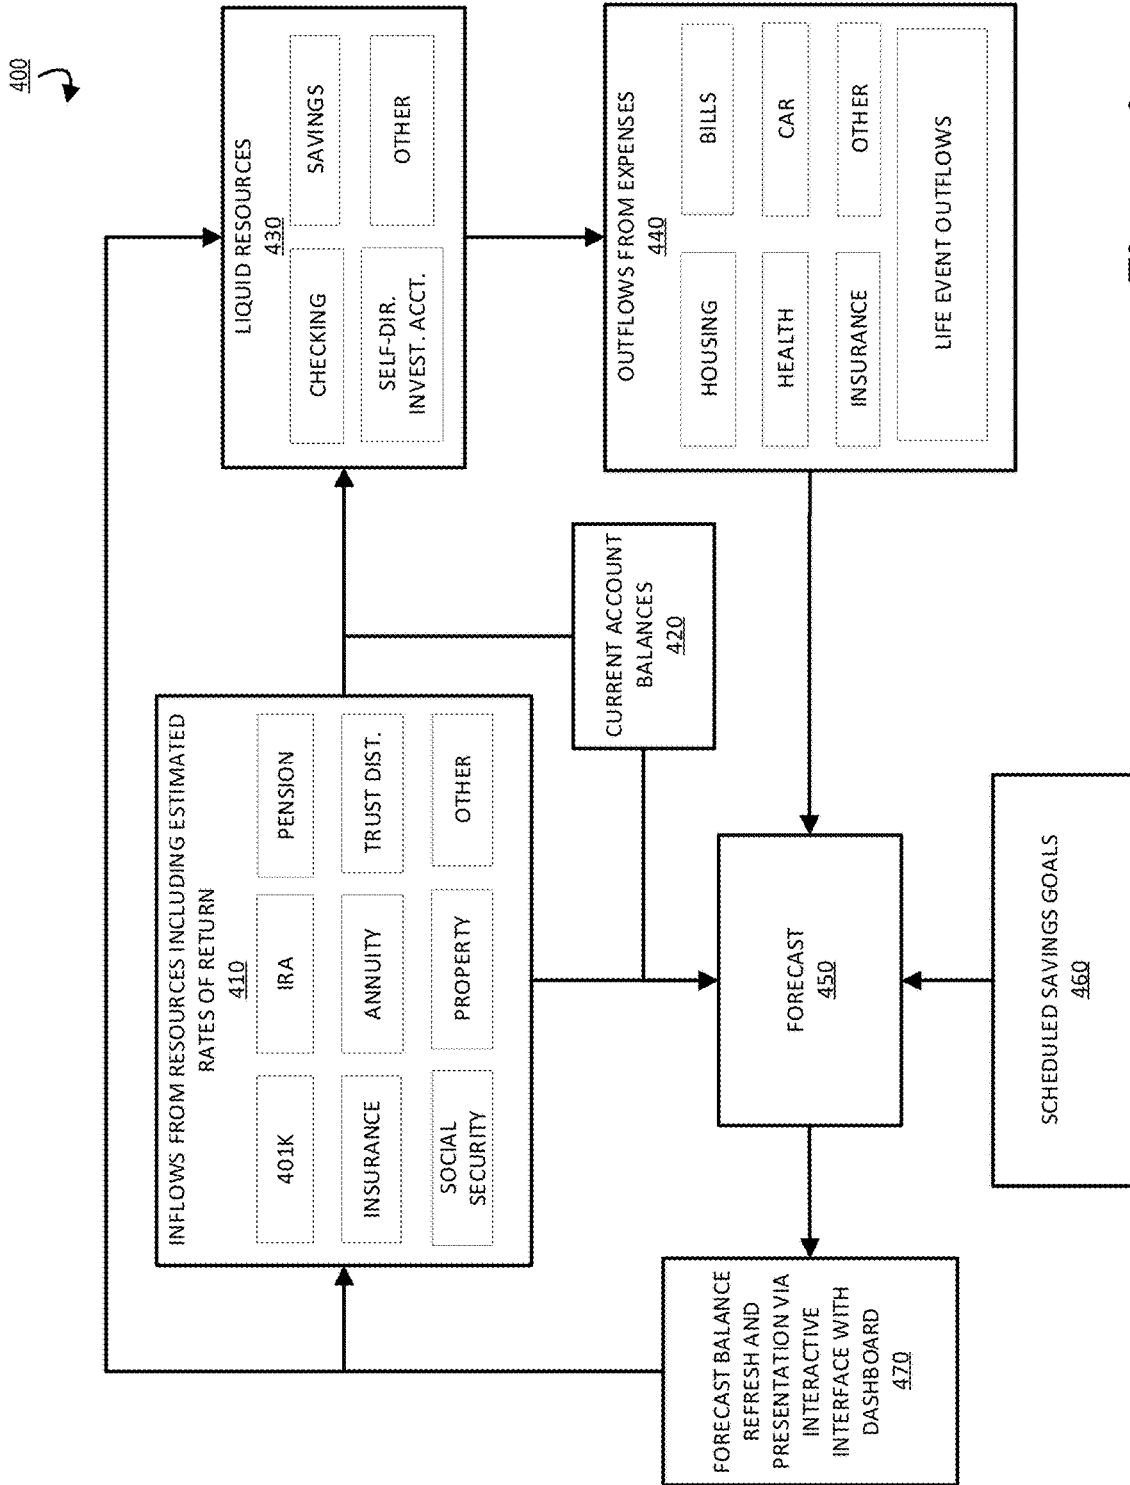 400
INFLOWS FROM RESOURCES INCLUDING ESTIMATED
RATES OF RETURN
410
401K
IRA
PENSION
INSURANCE
ANNUITY
TRUST DIST.
SOCIAL
SECURITY
PROPERTY
OTHER
CURRENT ACCOUNT
BALANCES
420
LIQUID RESOURCES
430
CHECKING
SAVINGS
SELF-DIR.
INVEST. ACCT.
OTHER
OUTFLOWS FROM EXPENSES
440
HOUSING
BILLS
HEALTH
CAR
INSURANCE
OTHER
LIFE EVENT OUTFLOWS
FORECAST
450
SCHEDULED SAVINGS GOALS
460
FORECAST BALANCE
REFRESH AND
PRESENTATION VIA
INTERACTIVE
INTERFACE WITH
DASHBOARD
470